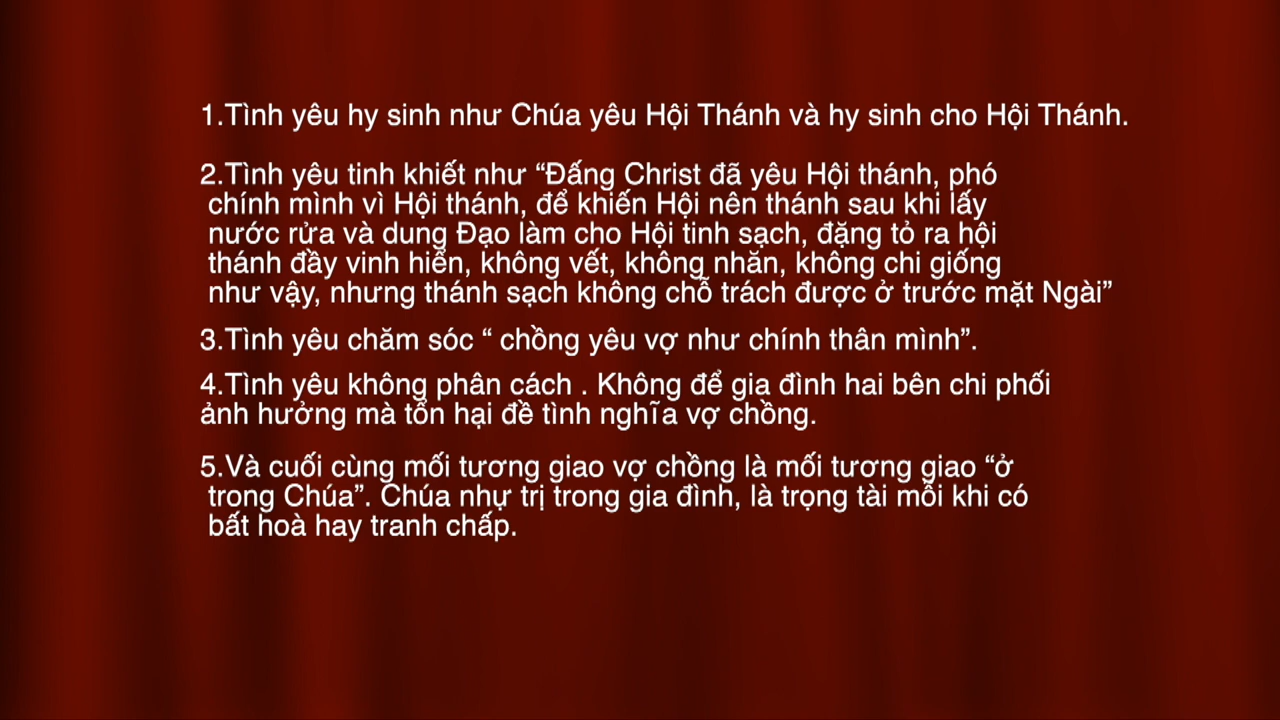 1.Tình yêu hy sinh như Chúa yêu Hội Thánh và hy sinh cho Hội Thánh.
2.Tình yêu tinh khiết như “Đấng Christ đã yêu Hội thánh, phó
chính mình vì Hội thánh, để khiến Hội nên thánh sau khi lấy
nước rửa và dung Đạo làm cho Hội tinh sạch, đặng tỏ ra hội
thánh đầy vinh hiển, không vết, không nhăn, không chi giống
như vậy, nhưng thánh sạch không chỗ trách được ở trước mặt Ngài”
3.Tình yêu chăm sóc “ chồng yêu vợ như chính thân mình”.
4.Tình yêu không phân cách . Không để gia đình hai bên chi phối
ảnh hưởng mà tổn hại đề tình nghĩa vợ chồng.
5.Và cuối cùng mối tương giao vợ chồng là mối tương giao “ở
trong Chúa”. Chúa nhự trị trong gia đình, là trọng tài mỗi khi có
bất hoà hay tranh chấp.